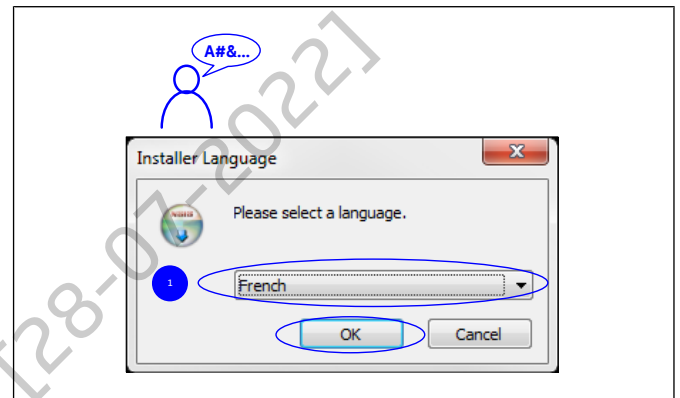 A#&...
Installer Language
Please select a language.
1
French
OK
Cancel
[28-07-2022]